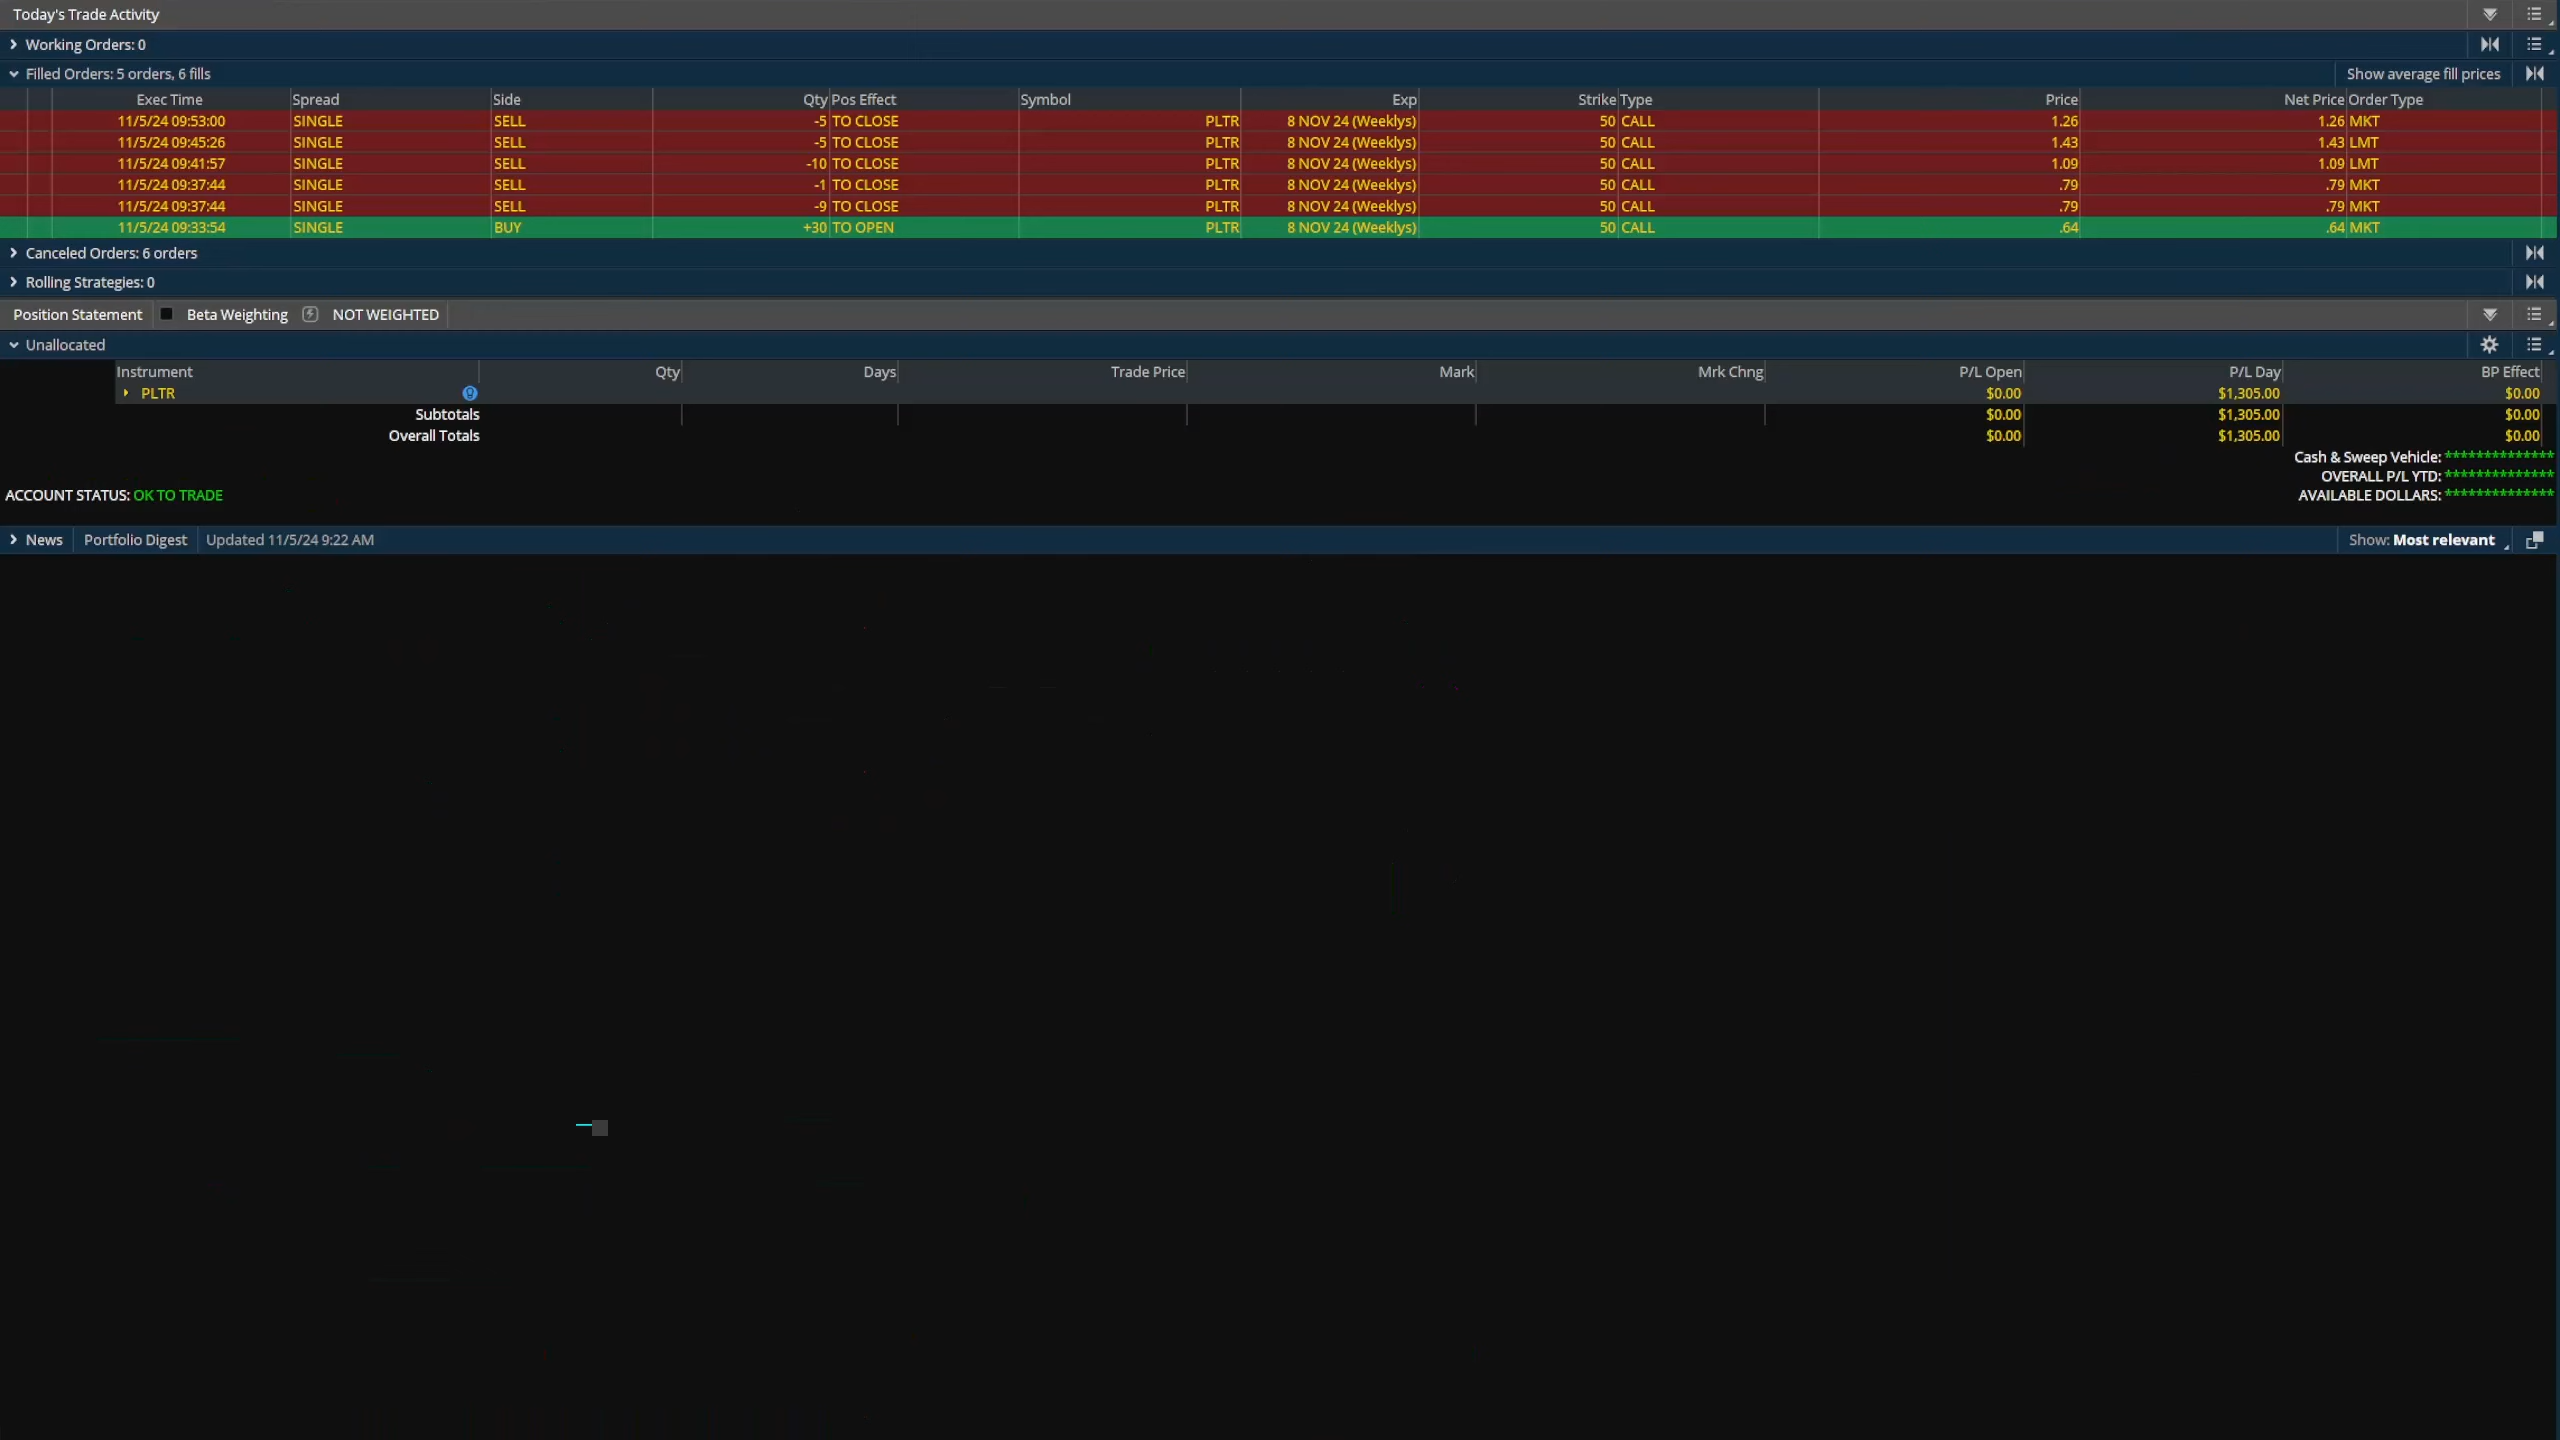 Today's Trade Activity
Working Orders: 0
Filled Orders: 5 orders, 6 fills Show average fill prices
Exec Time Spread Side Qty Pos Effect Symbol Exp Strike Type Price Net Price Order Type
11/5/24 09:53:00 SINGLE SELL -5 TO CLOSE PLTR 8 NOV 24 (Weeklys) 50 CALL 1.26 1.26 MKT
11/5/24 09:45:26 SINGLE SELL -5 TO CLOSE PLTR 8 NOV 24 (Weeklys) 50 CALL 1.43 1.43 LMT
11/5/24 09:41:57 SINGLE SELL -10 TO CLOSE PLTR 8 NOV 24 (Weeklys) 50 CALL 1.09 1.09 LMT
11/5/24 09:37:44 SINGLE SELL -1 TO CLOSE PLTR 8 NOV 24 (Weeklys) 50 CALL .79 .79 MKT
11/5/24 09:37:44 SINGLE SELL -9 TO CLOSE PLTR 8 NOV 24 (Weeklys) 50 CALL .79 .79 MKT
11/5/24 09:33:54 SINGLE BUY +30 TO OPEN PLTR 8 NOV 24 (Weeklys) 50 CALL .64 .64 MKT
Canceled Orders: 6 orders
Rolling Strategies: 0
Position Statement Beta Weighting NOT WEIGHTED
Unallocated
Instrument Qty Days Trade Price Mark Mrk Chng P/L Open P/L Day BP Effect
PLTR $0.00 $1,305.00 $0.00
Subtotals $0.00 $1,305.00 $0.00
Overall Totals $0.00 $1,305.00 $0.00
Cash & Sweep Vehicle: **************
OVERALL P/L YTD: **************
ACCOUNT STATUS: OK TO TRADE AVAILABLE DOLLARS: **************
News Portfolio Digest Updated 11/5/24 9:22 AM Show: Most relevant